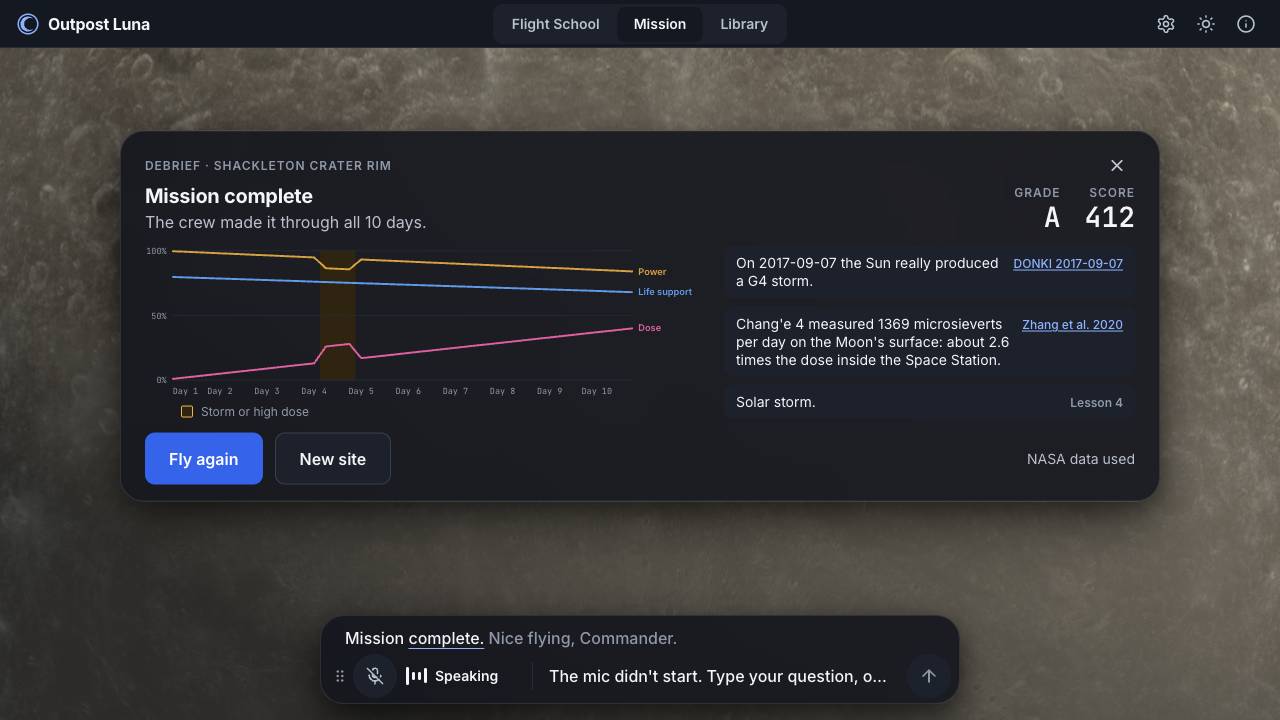 Outpost Luna
Flight School
Mission
Library
DEBRIEF · SHACKLETON CRATER RIM
Mission complete
The crew made it through all 10 days.
GRADE
A
SCORE
412
100%
50%
0%
Power
Life support
Dose
Day 1 Day 2 Day 3 Day 4 Day 5 Day 6 Day 7 Day 8 Day 9 Day 10
Storm or high dose
On 2017-09-07 the Sun really produced
a G4 storm.
DONKI 2017-09-07
Chang'e 4 measured 1369 microsieverts
per day on the Moon's surface: about 2.6
times the dose inside the Space Station.
Zhang et al. 2020
Solar storm.
Lesson 4
Fly again
New site
NASA data used
Mission complete. Nice flying, Commander.
Speaking
The mic didn't start. Type your question, o...